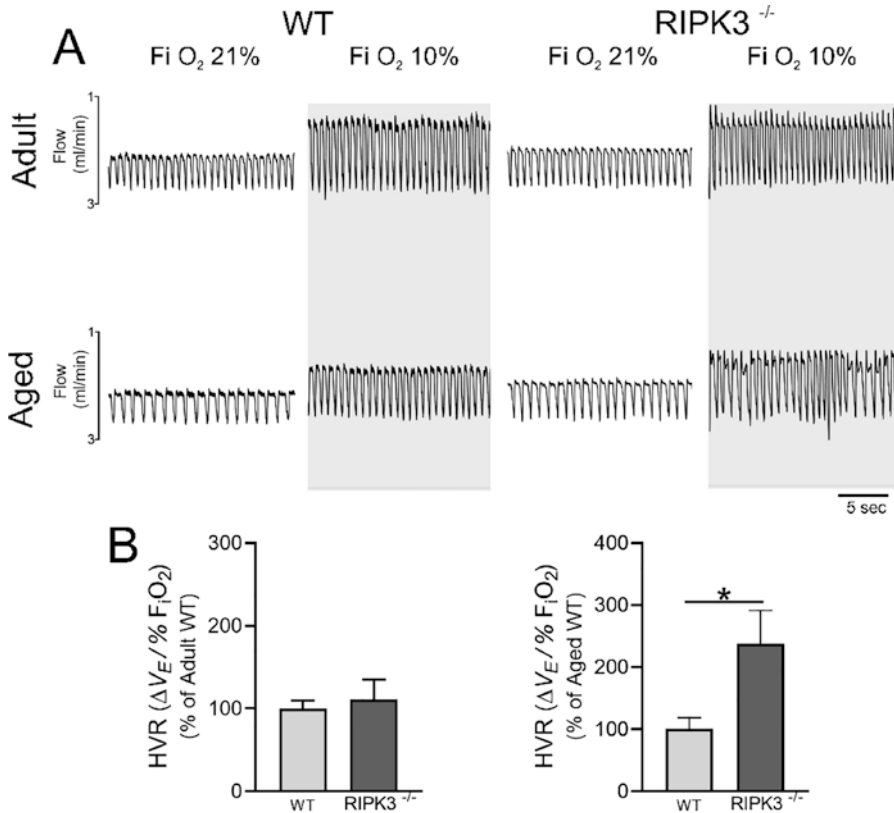 A
WT
RIPK3 -/-
Fi O2 21%
Fi O2 10%
Fi O2 21%
Fi O2 10%
Adult
Flow
(ml/min)
1
3
Aged
Flow
(ml/min)
1
3
5 sec
B
HVR (ΔVE/ % FiO2)
(% of Adult WT)
300
200
100
0
WT
RIPK3 -/-
HVR (ΔVE/ % FiO2)
(% of Aged WT)
400
300
200
100
0
*
WT
RIPK3 -/-